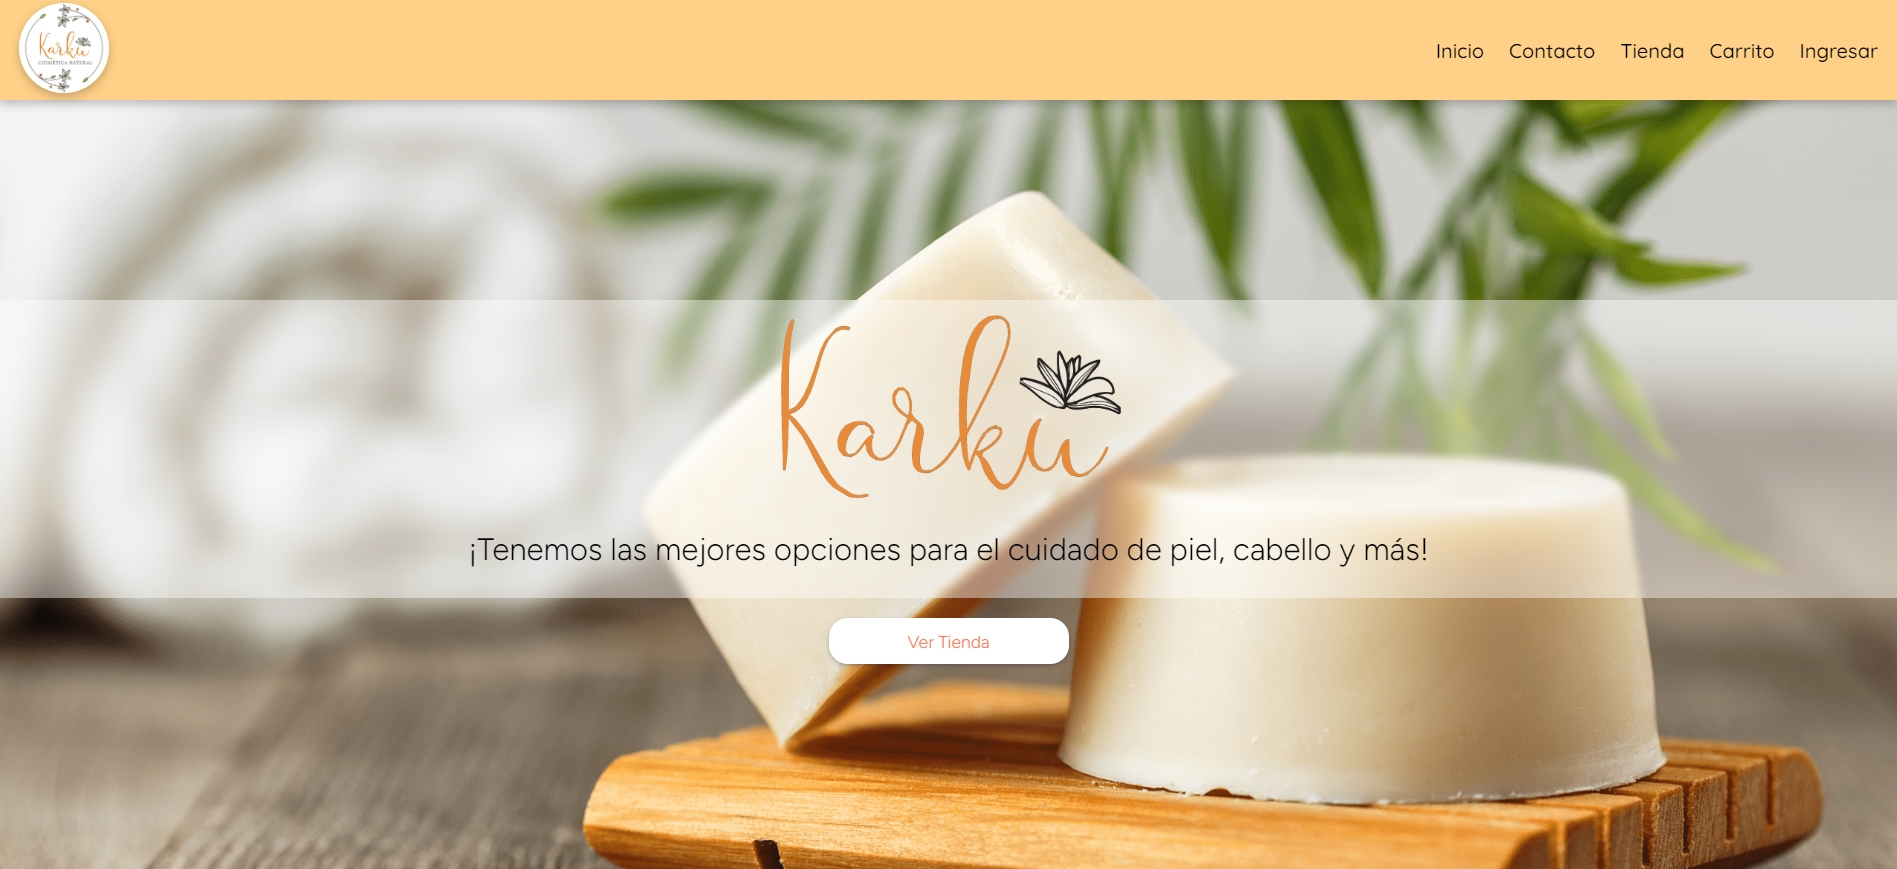 Karku
COSMÉTICA NATURAL
Inicio Contacto Tienda Carrito Ingresar
Karku
¡Tenemos las mejores opciones para el cuidado de piel, cabello y más!
Ver Tienda